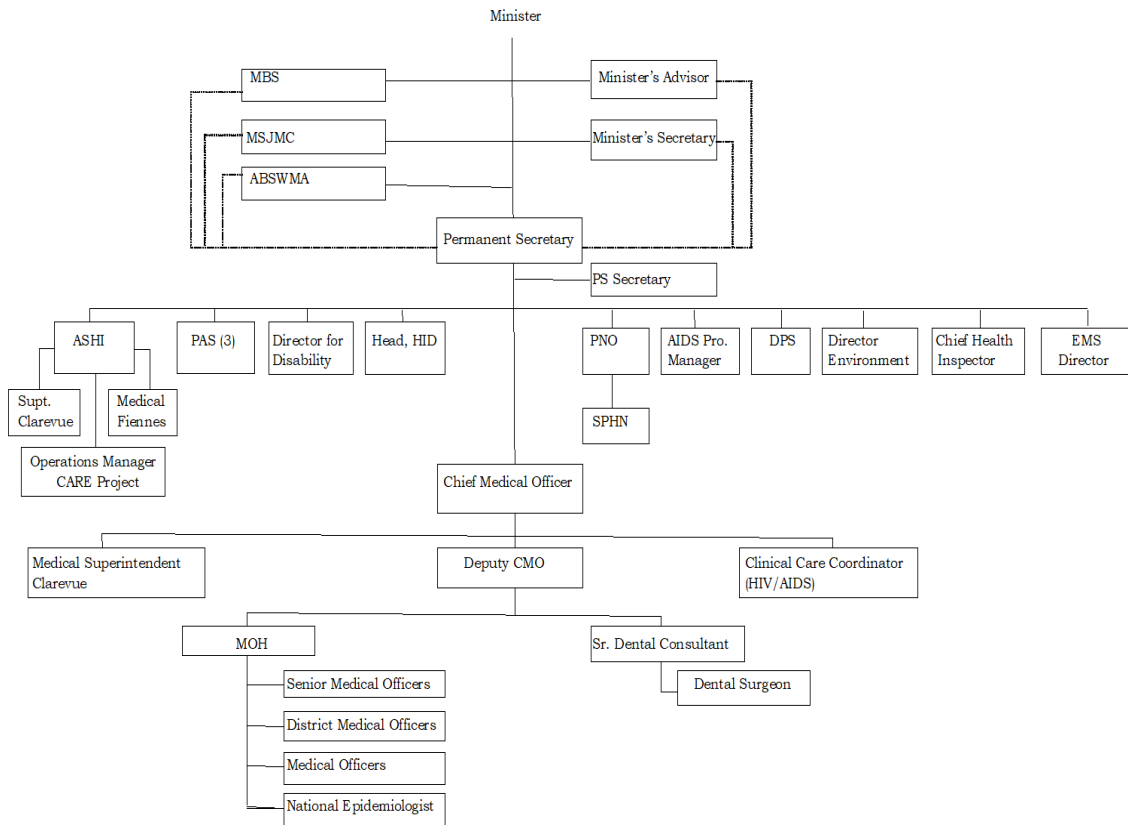 Minister
MBS
Minister's Advisor
MSJMC
Minister's Secretary
ABSWMA
Permanent Secretary
PS Secretary
ASHI
PAS (3)
Director for
Disability
Head, HID
PNO
AIDS Pro.
Manager
DPS
Director
Environment
Chief Health
Inspector
EMS
Director
Supt.
Clarevue
Medical
Fiennes
SPHN
Operations Manager
CARE Project
Chief Medical Officer
Medical Superintendent
Clarevue
Deputy CMO
Clinical Care Coordinator
(HIV/AIDS)
MOH
Sr. Dental Consultant
Senior Medical Officers
Dental Surgeon
District Medical Officers
Medical Officers
National Epidemiologist